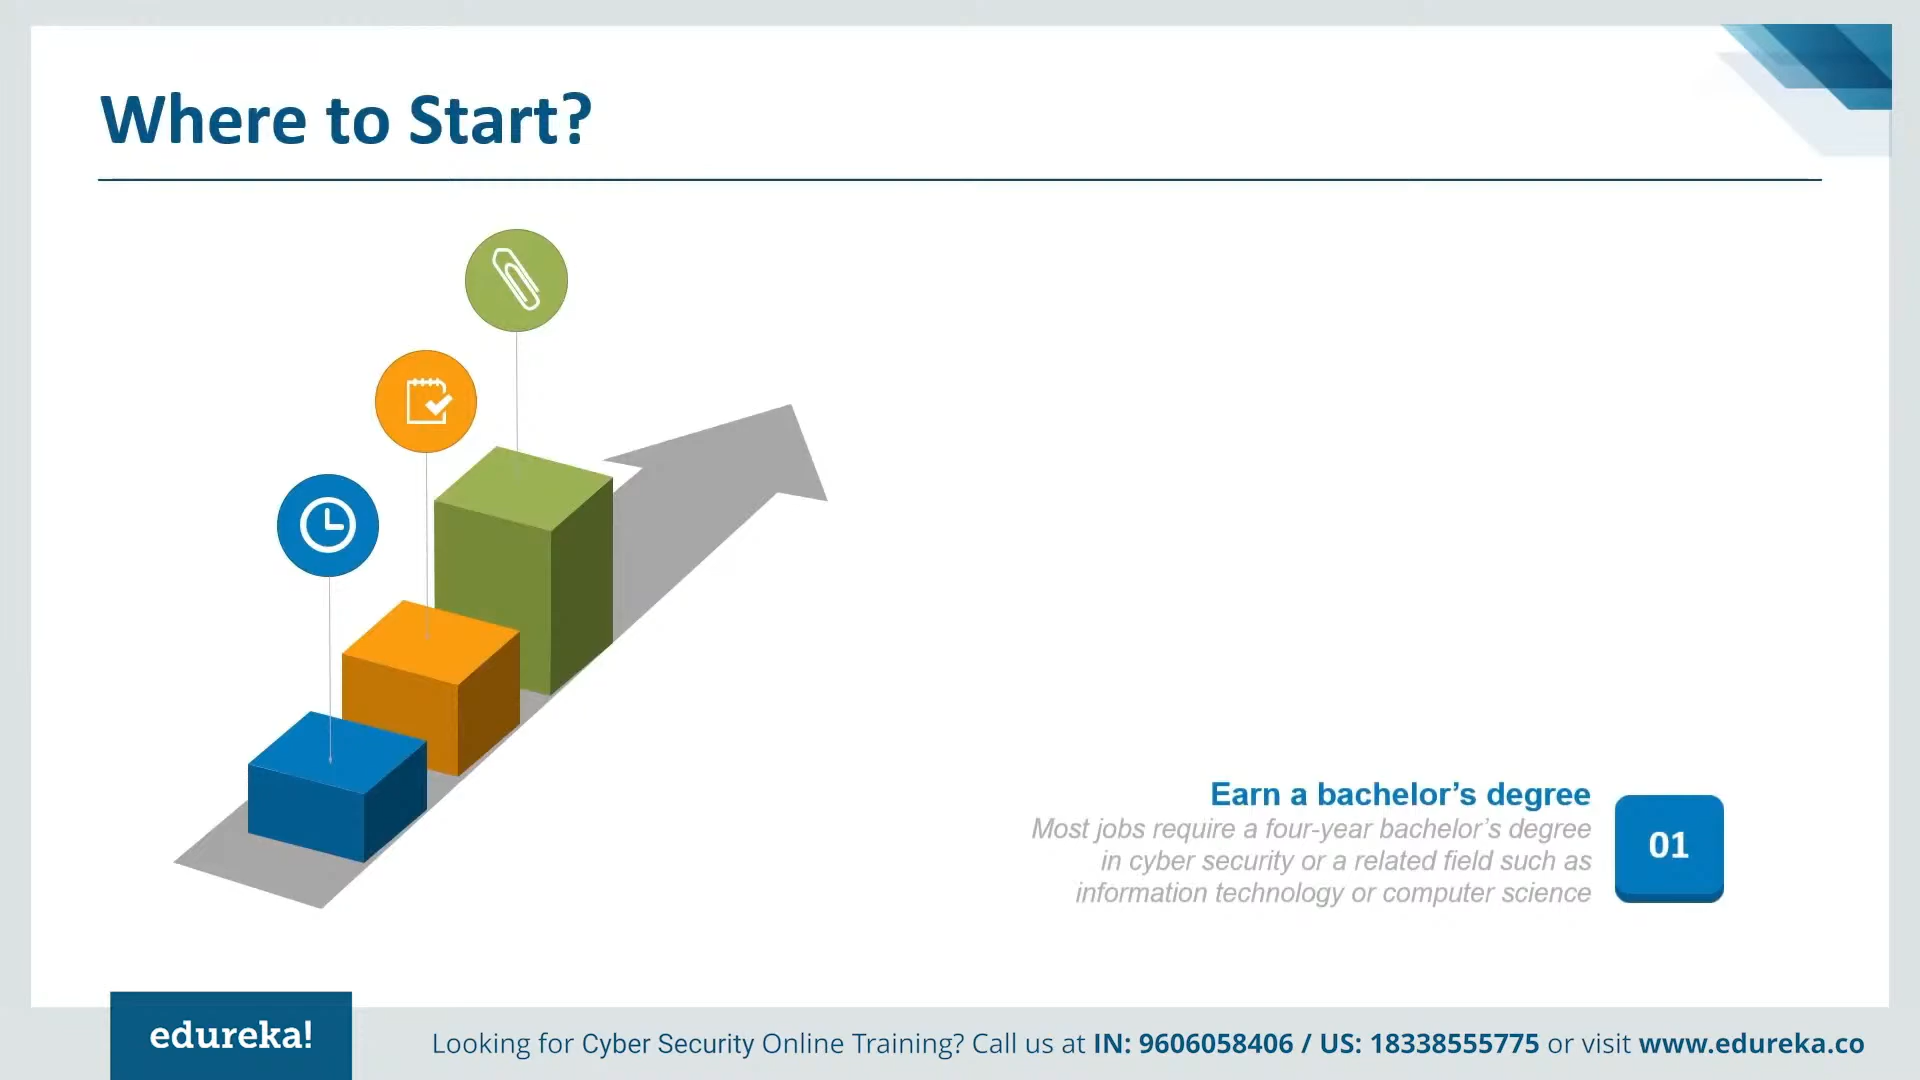 Where to Start?
Earn a bachelor’s degree
Most jobs require a four-year bachelor’s degree
in cyber security or a related field such as
information technology or computer science
01
edureka!
Looking for Cyber Security Online Training? Call us at IN: 9606058406 / US: 18338555775 or visit www.edureka.co